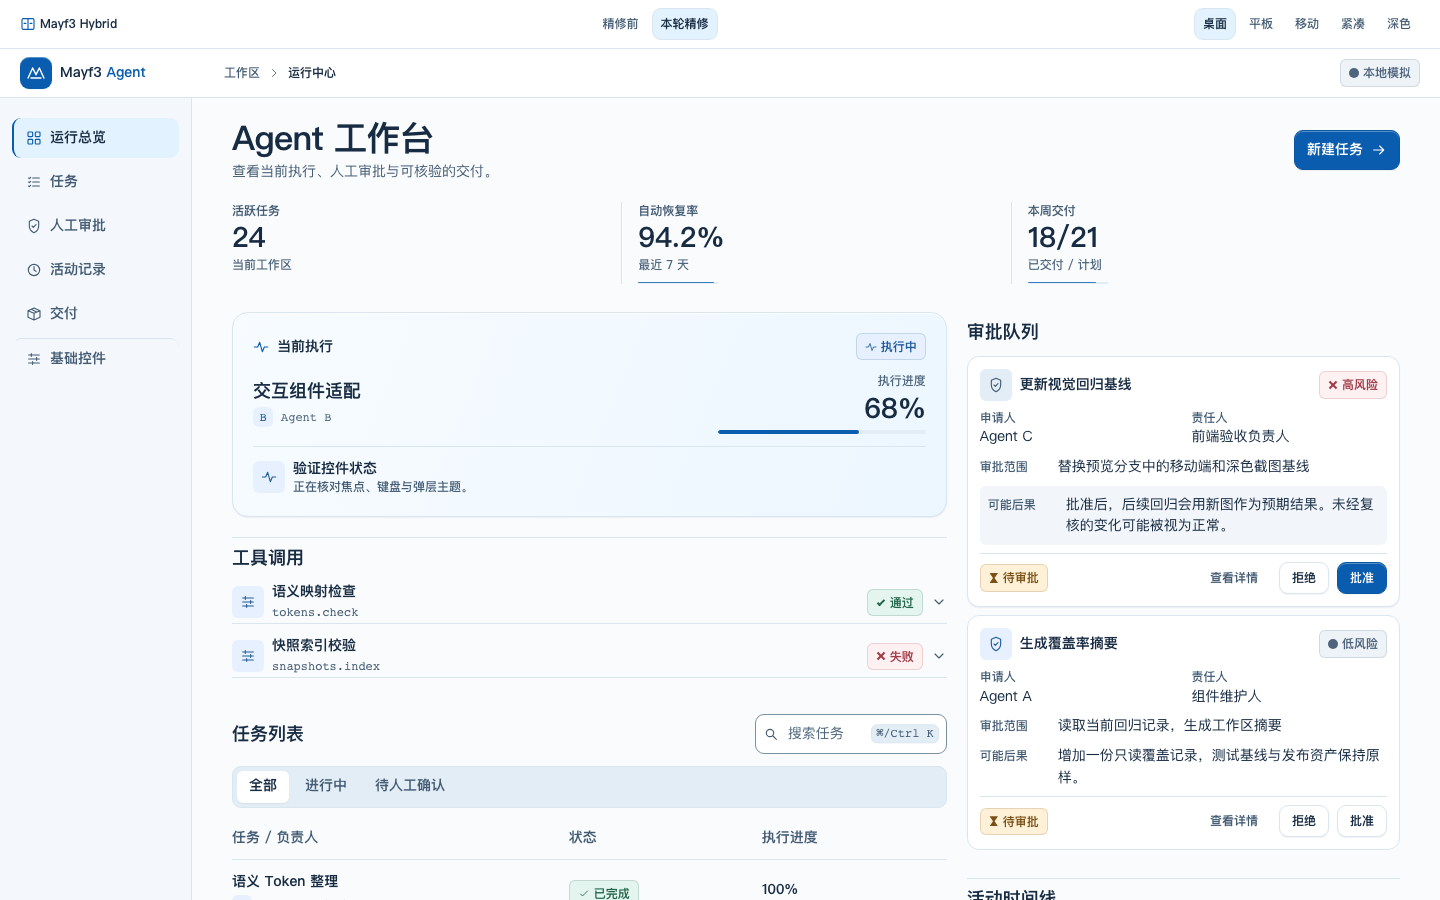 Mayf3 Hybrid
精修前
本轮精修
桌面
平板
移动
紧凑
深色
Mayf3 Agent
工作区
运行中心
本地模拟
运行总览
任务
人工审批
活动记录
交付
基础控件
Agent 工作台
查看当前执行、人工审批与可核验的交付。
新建任务
活跃任务
24
当前工作区
自动恢复率
94.2%
最近 7 天
本周交付
18/21
已交付 / 计划
当前执行
执行中
交互组件适配
B Agent B
执行进度
68%
验证控件状态
正在核对焦点、键盘与弹层主题。
工具调用
语义映射检查
tokens.check
通过
快照索引校验
snapshots.index
失败
任务列表
搜索任务
⌘/Ctrl K
全部
进行中
待人工确认
任务 / 负责人
状态
执行进度
语义 Token 整理
已完成
100%
审批队列
更新视觉回归基线
高风险
申请人
责任人
Agent C
前端验收负责人
审批范围
替换预览分支中的移动端和深色截图基线
可能后果
批准后，后续回归会用新图作为预期结果。未经复
核的变化可能被视为正常。
待审批
查看详情
拒绝
批准
生成覆盖率摘要
低风险
申请人
责任人
Agent A
组件维护人
审批范围
读取当前回归记录，生成工作区摘要
可能后果
增加一份只读覆盖记录，测试基线与发布资产保持原
样。
待审批
查看详情
拒绝
批准
活动时间线